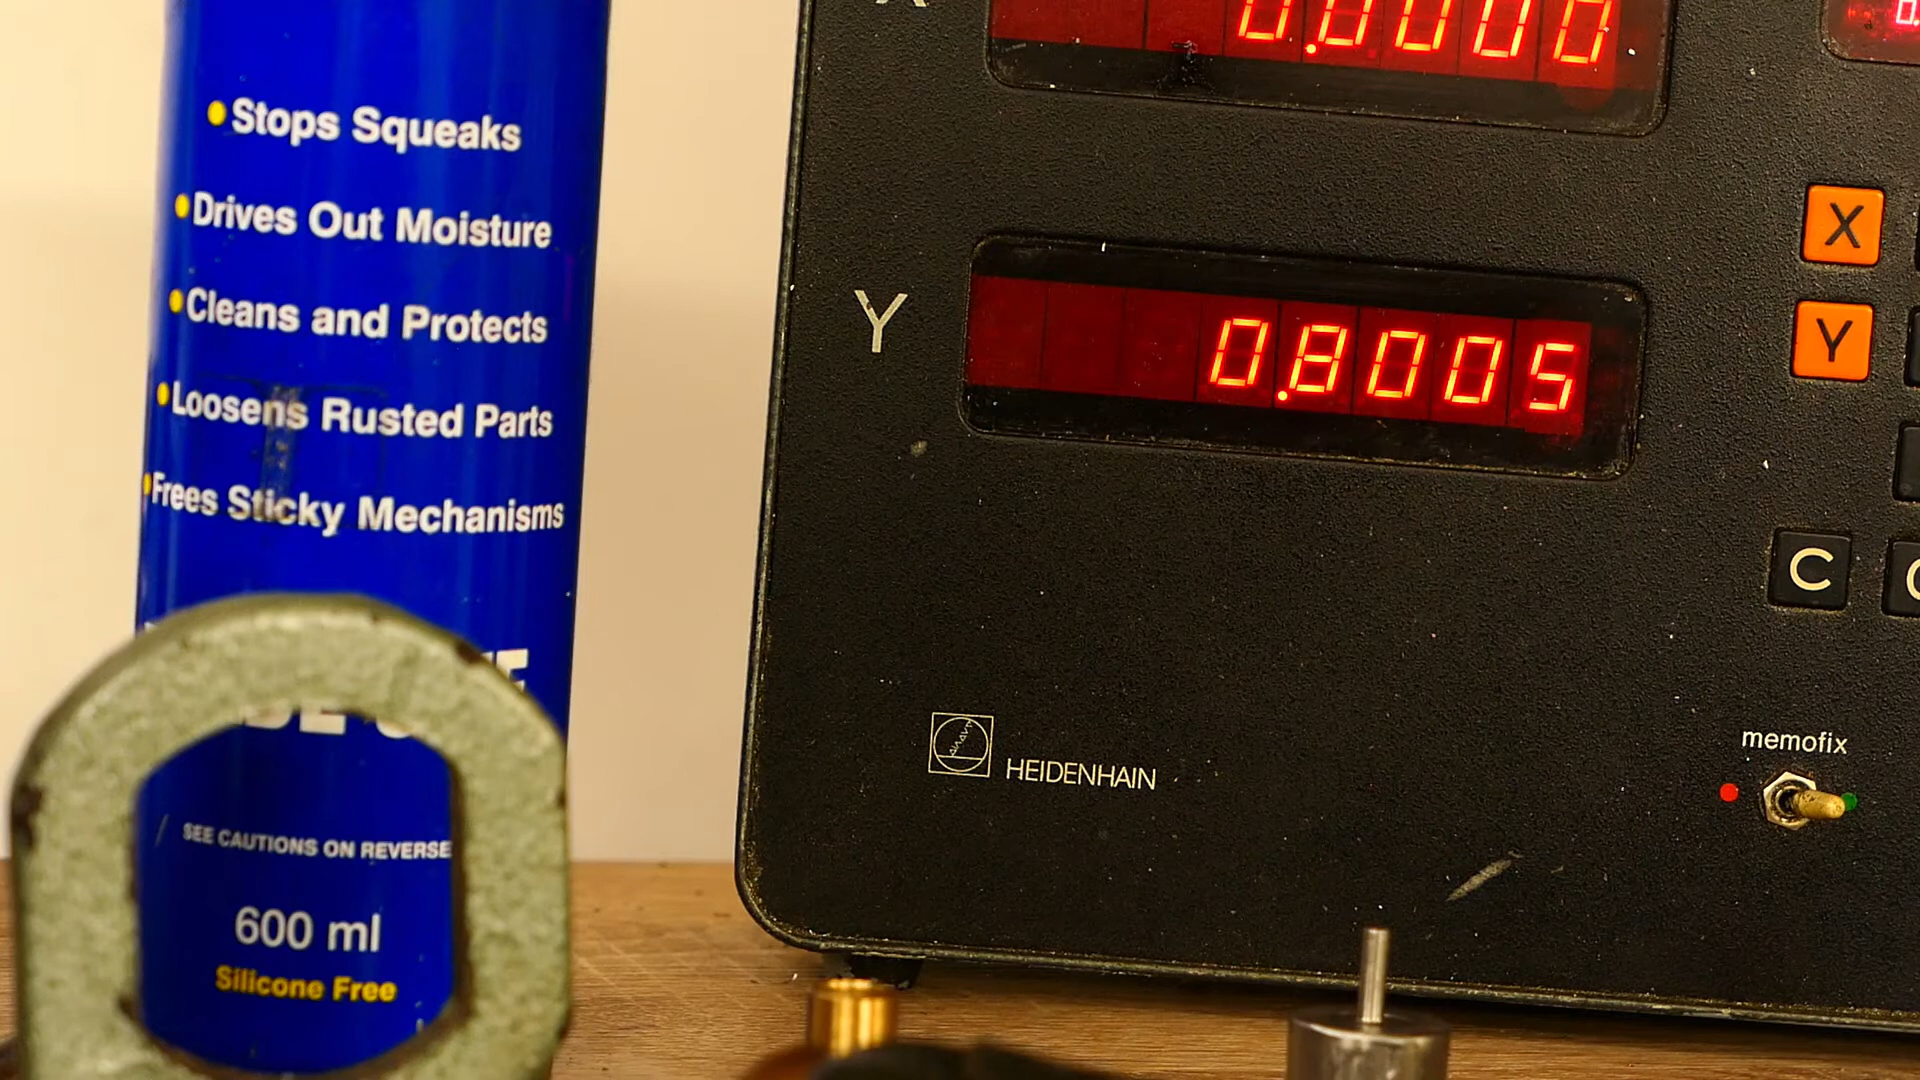 Stops Squeaks
Drives Out Moisture
Cleans and Protects
Loosens Rusted Parts
Frees Sticky Mechanisms
SEE CAUTIONS ON REVERSE
600 ml
Silicone Free
0.0000
X
Y
0.8005
Y
C
HEIDENHAIN
memofix